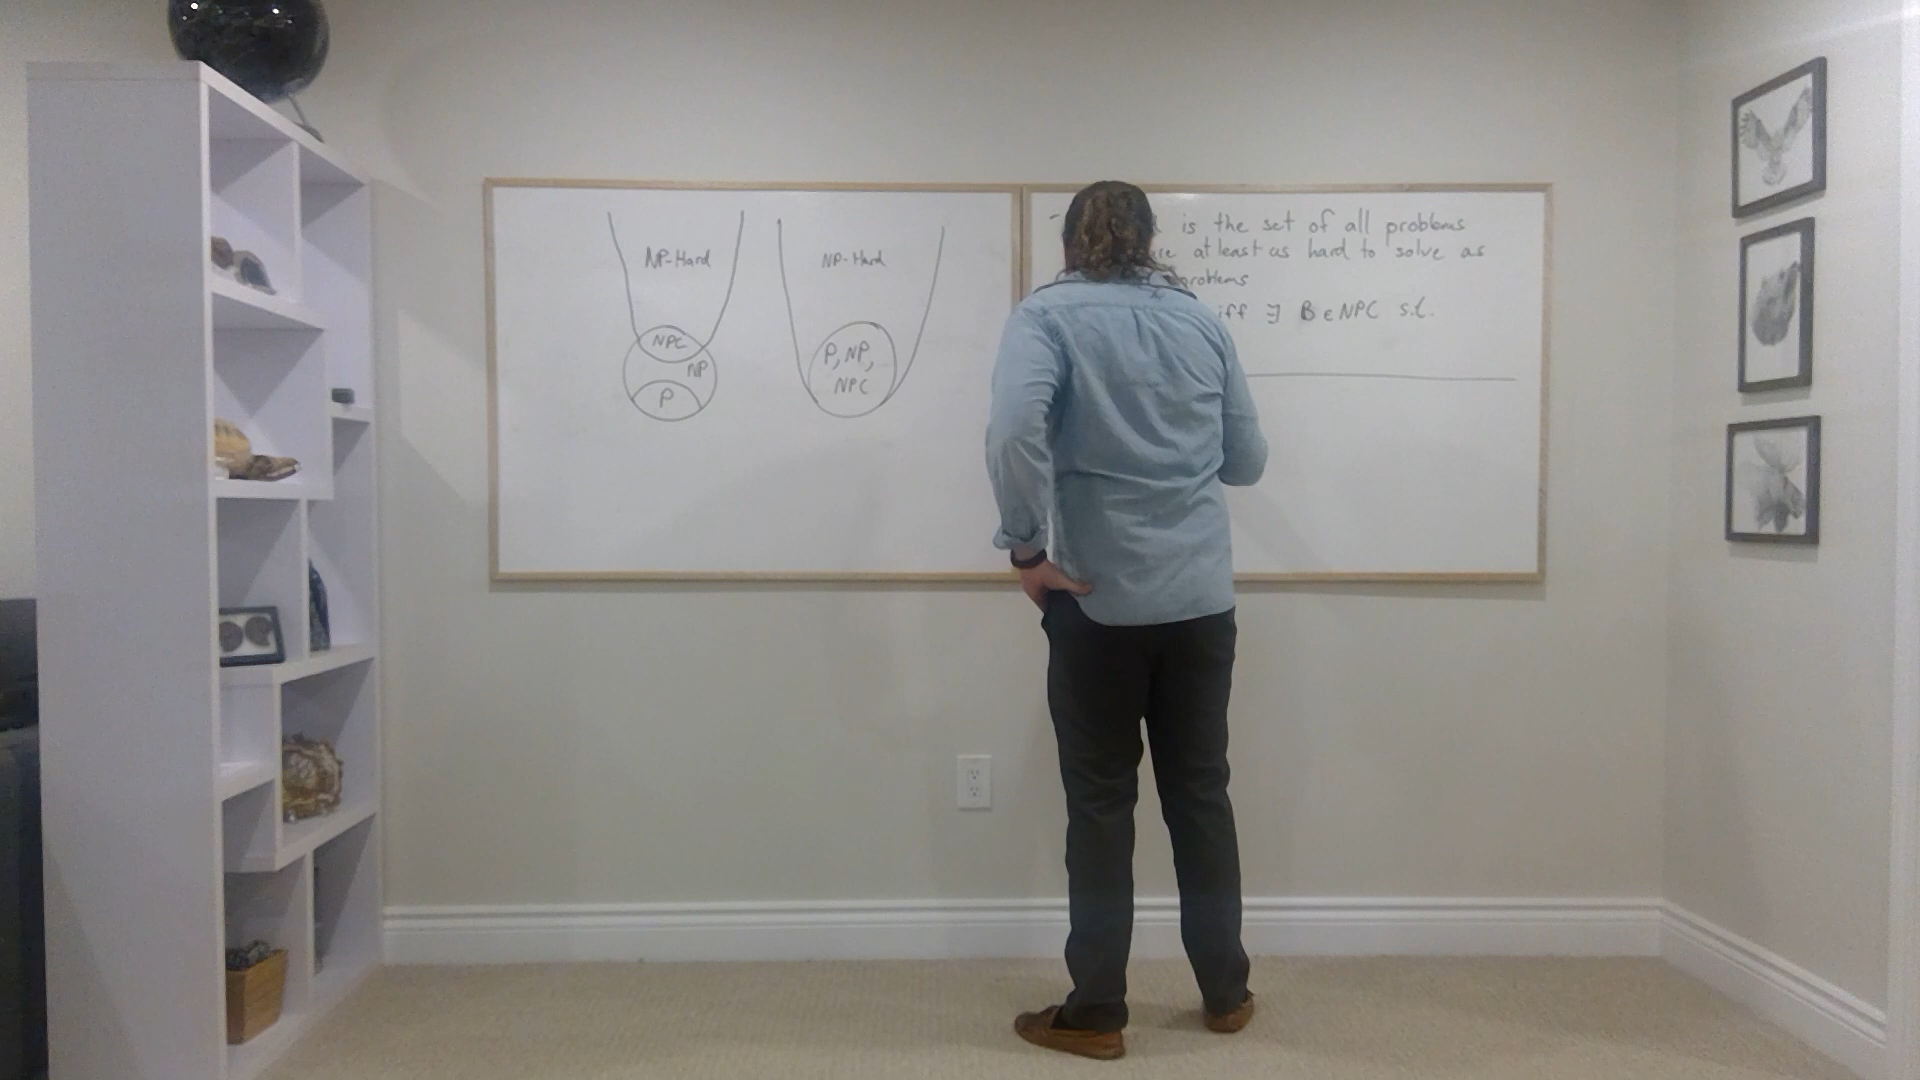 NP-Hard
NPC
NP
P
NP-Hard
P, NP,
NPC
is the set of all problems
at least as hard to solve as
problems
iff ∃ B ∈ NPC s.t.